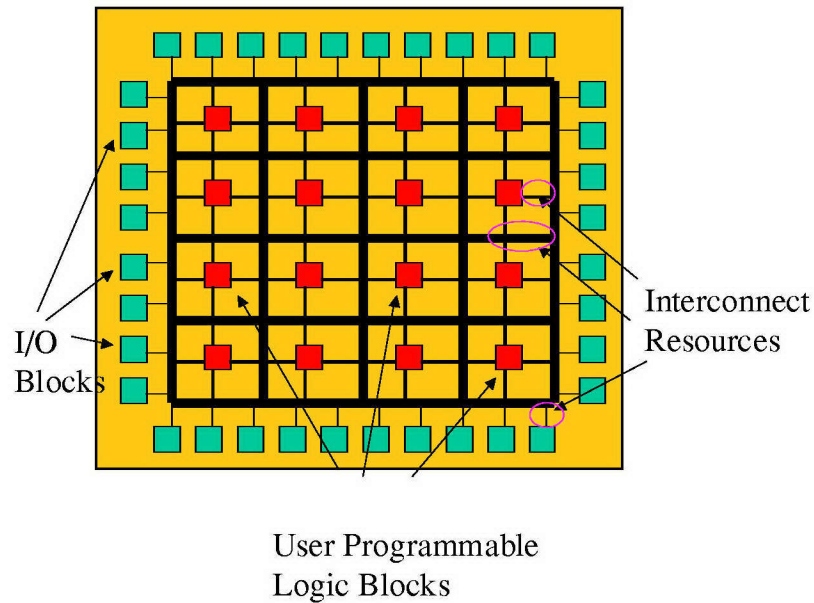 I/O
Blocks
Interconnect
Resources
User Programmable
Logic Blocks